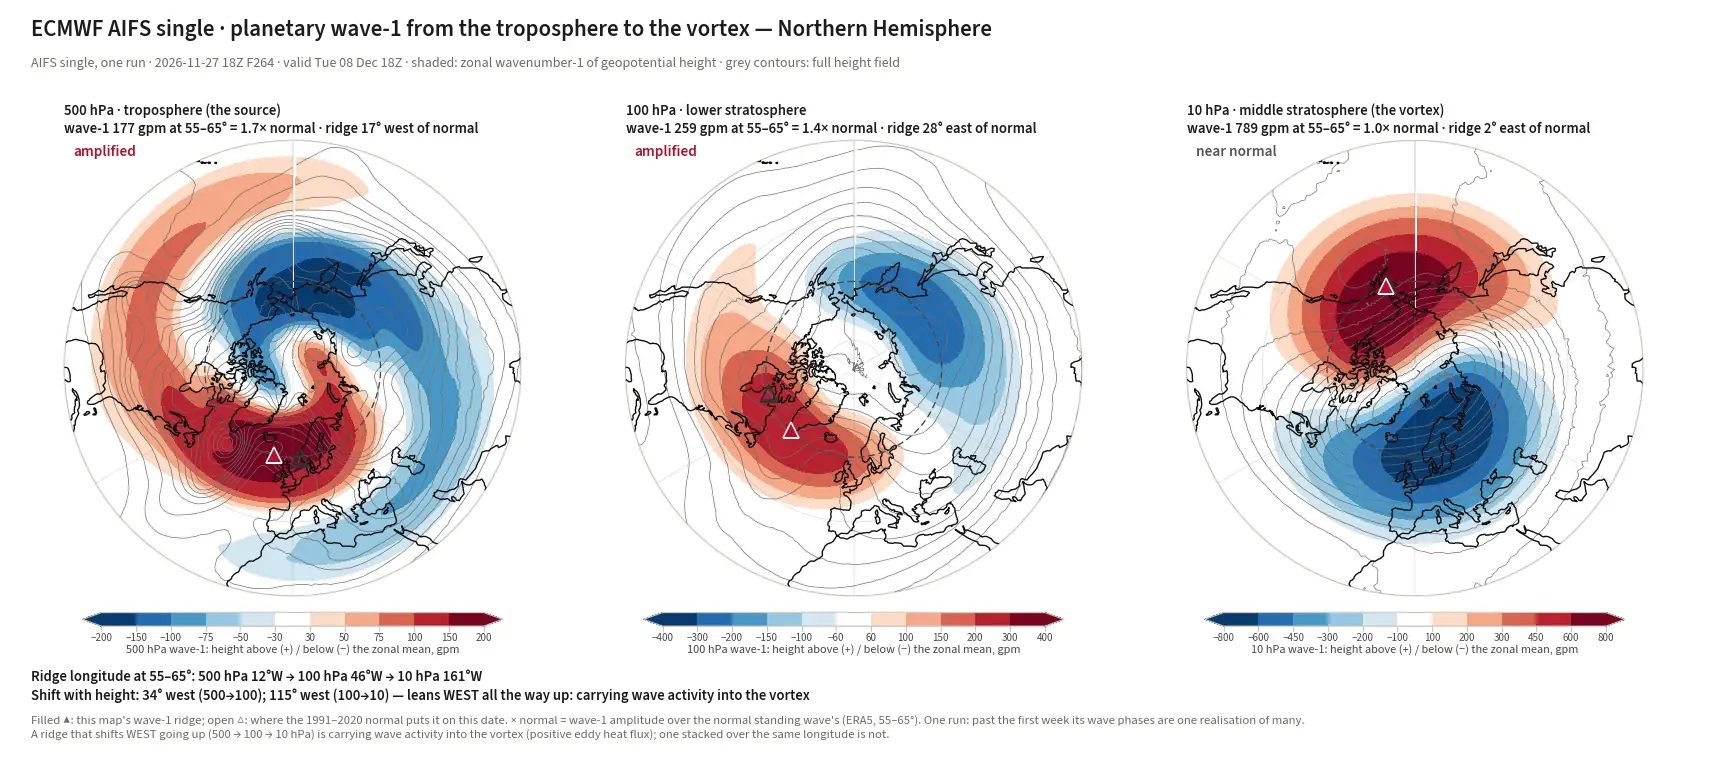 ECMWF AIFS single · planetary wave-1 from the troposphere to the vortex — Northern Hemisphere
AIFS single, one run · 2026-11-27 18Z F264 · valid Tue 08 Dec 18Z · shaded: zonal wavenumber-1 of geopotential height · grey contours: full height field
500 hPa · troposphere (the source)
wave-1 177 gpm at 55–65° = 1.7× normal · ridge 17° west of normal
amplified
100 hPa · lower stratosphere
wave-1 259 gpm at 55–65° = 1.4× normal · ridge 28° east of normal
amplified
10 hPa · middle stratosphere (the vortex)
wave-1 789 gpm at 55–65° = 1.0× normal · ridge 2° east of normal
near normal
−200 −150 −100 −75 −50 −30 30 50 75 100 150 200
500 hPa wave-1: height above (+) / below (−) the zonal mean, gpm
−400 −300 −200 −150 −100 −60 60 100 150 200 300 400
100 hPa wave-1: height above (+) / below (−) the zonal mean, gpm
−800 −600 −450 −300 −200 −100 100 200 300 450 600 800
10 hPa wave-1: height above (+) / below (−) the zonal mean, gpm
Ridge longitude at 55–65°: 500 hPa 12°W → 100 hPa 46°W → 10 hPa 161°W
Shift with height: 34° west (500→100); 115° west (100→10) — leans WEST all the way up: carrying wave activity into the vortex
Filled ▲: this map's wave-1 ridge; open △: where the 1991–2020 normal puts it on this date. × normal = wave-1 amplitude over the normal standing wave's (ERA5, 55–65°). One run: past the first week its wave phases are one realisation of many.
A ridge that shifts WEST going up (500 → 100 → 10 hPa) is carrying wave activity into the vortex (positive eddy heat flux); one stacked over the same longitude is not.